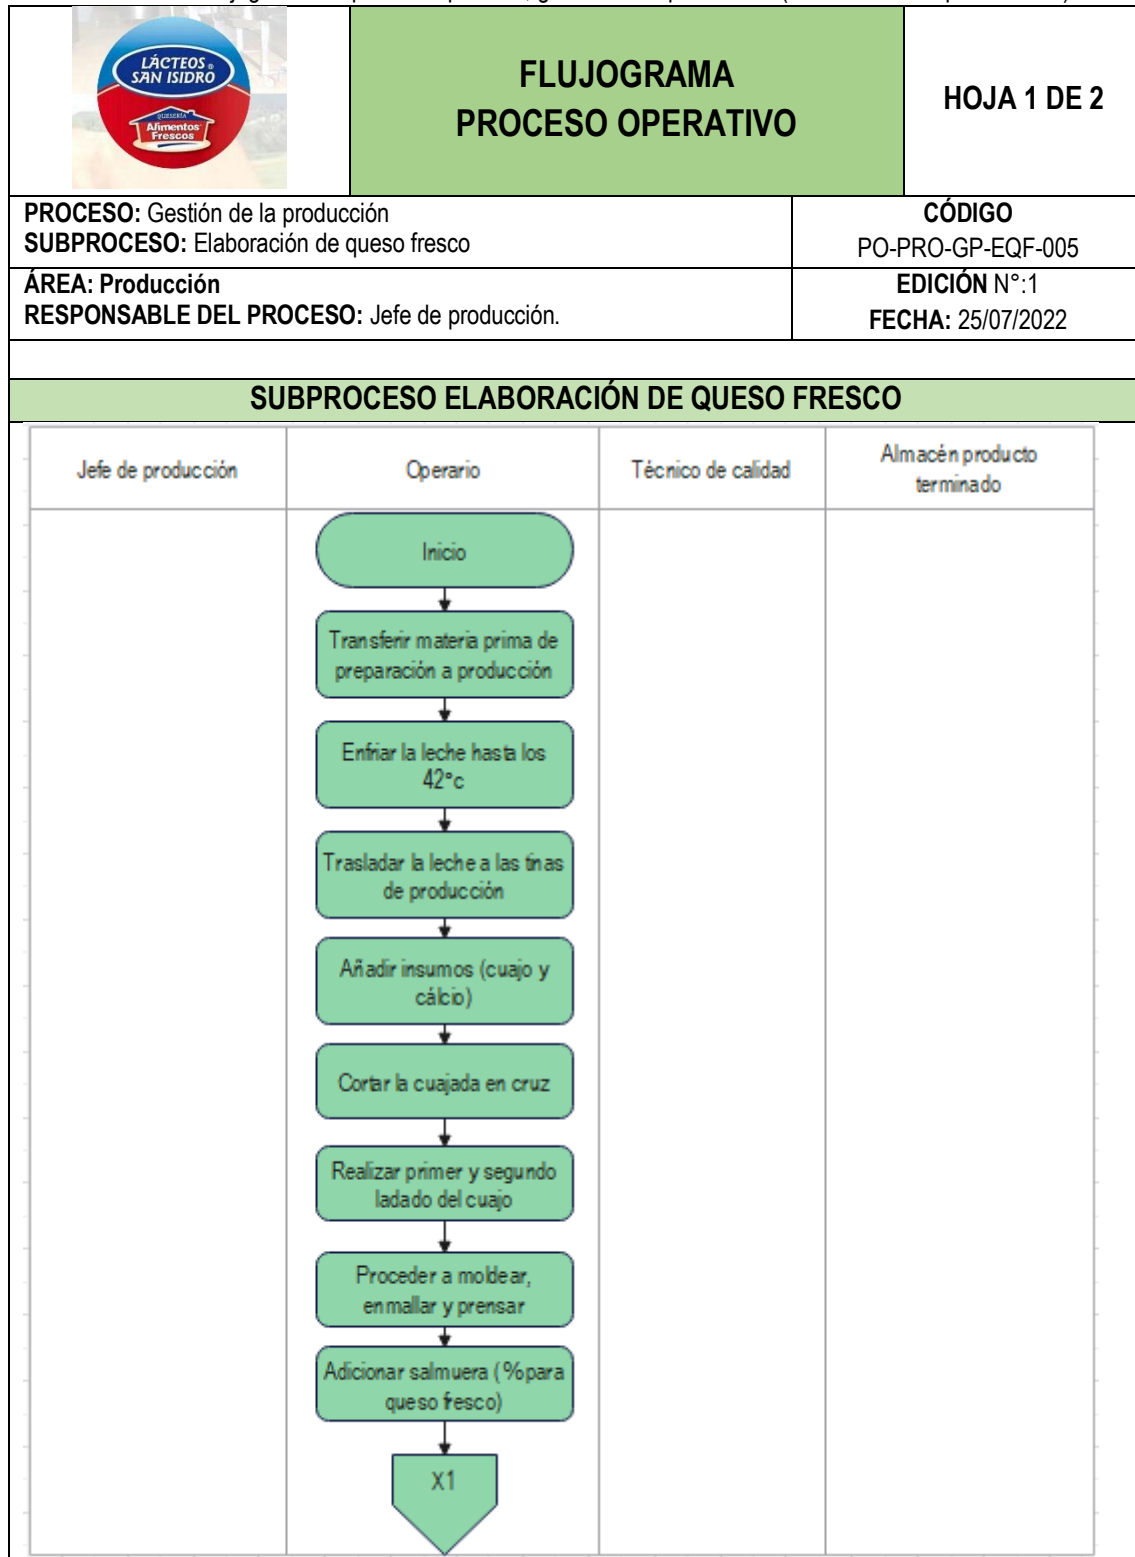 LÁCTEOS
SAN ISIDRO
QUESERÍA
Alimentos
Frescos
FLUJOGRAMA
PROCESO OPERATIVO
HOJA 1 DE 2
PROCESO: Gestión de la producción
SUBPROCESO: Elaboración de queso fresco
CÓDIGO
PO-PRO-GP-EQF-005
ÁREA: Producción
RESPONSABLE DEL PROCESO: Jefe de producción.
EDICIÓN N°:1
FECHA: 25/07/2022
SUBPROCESO ELABORACIÓN DE QUESO FRESCO
Jefe de producción
Operario
Técnico de calidad
Almacén producto
terminado
Inicio
Transferir materia prima de
preparación a producción
Enfriar la leche hasta los
42°c
Trasladar la leche a las tinas
de producción
Añadir insumos (cuajo y
cálcio)
Cortar la cuajada en cruz
Realizar primer y segundo
ladado del cuajo
Proceder a moldear,
enmallar y prensar
Adicionar salmuera (%para
queso fresco)
X1